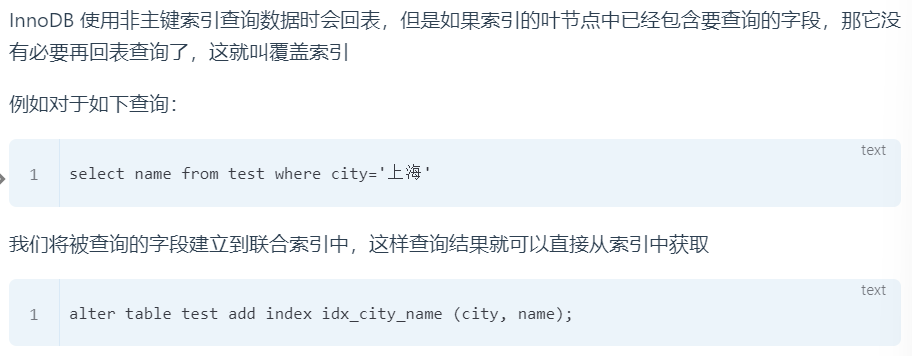 InnoDB 使用非主键索引查询数据时会回表，但是如果索引的叶节点中已经包含要查询的字段，那它没
有必要再回表查询了，这就叫覆盖索引
例如对于如下查询：
text
1 select name from test where city='上海'
我们将被查询的字段建立到联合索引中，这样查询结果就可以直接从索引中获取
text
1 alter table test add index idx_city_name (city, name);